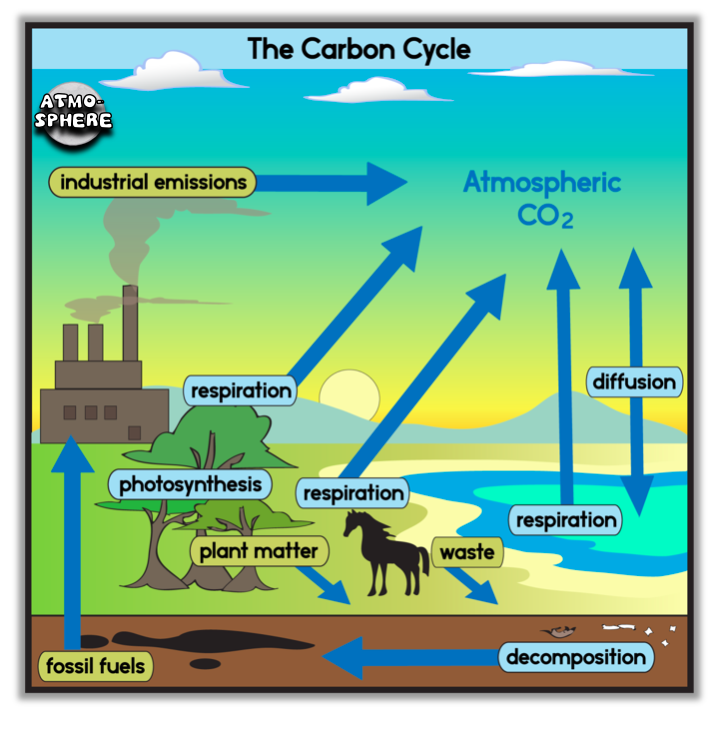 The Carbon Cycle
ATMO-
SPHERE
industrial emissions
Atmospheric
CO₂
respiration
diffusion
photosynthesis
respiration
respiration
plant matter
waste
fossil fuels
decomposition